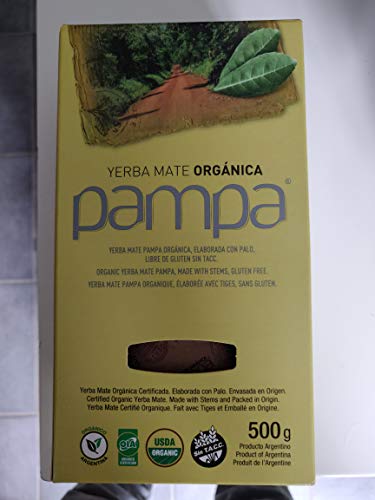 YERBA MATE ORGÁNICA
pampa®
YERBA MATE PAMPA ORGÁNICA, ELABORADA CON PALO,
LIBRE DE GLUTEN SIN TACC.
ORGANIC YERBA MATE PAMPA, MADE WITH STEMS, GLUTEN FREE.
YERBA MATE PAMPA ORGANIQUE, ÉLABORÉE AVEC TIGES, SANS GLUTEN.
Yerba Mate Orgánica Certificada. Elaborada con Palo. Envasada en Origen.
Certified Organic Yerba Mate. Made with Stems and Packed in Origin.
Yerba Mate Certifié Organique. Fait avec Tiges et Emballé en Origine.
ORGÁNICO
ARGENTINA
OIA
USDA
ORGANIC
Sin T.A.C.C.
500g
Producto Argentino
Product of Argentina
Produit de l'Argentine